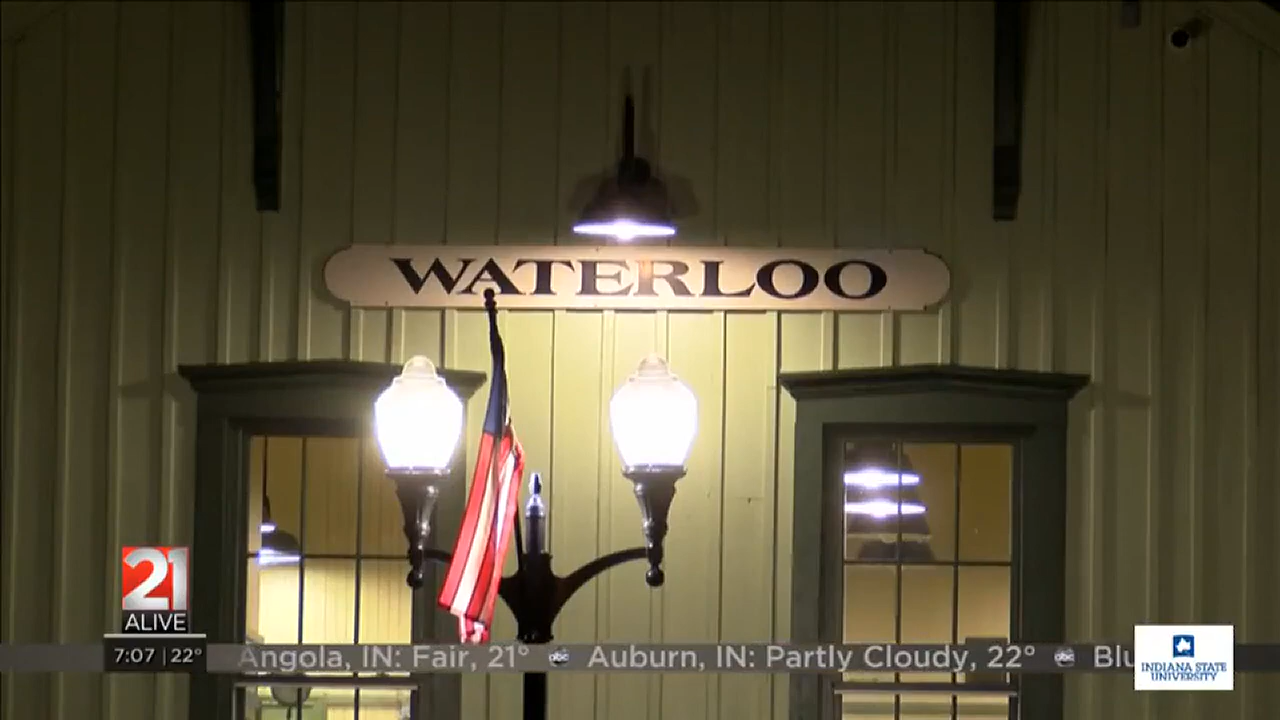 WATERLOO
21
ALIVE
7:07 | 22°
Angola, IN: Fair, 21° abc Auburn, IN: Partly Cloudy, 22° abc Blu
INDIANA STATE
UNIVERSITY